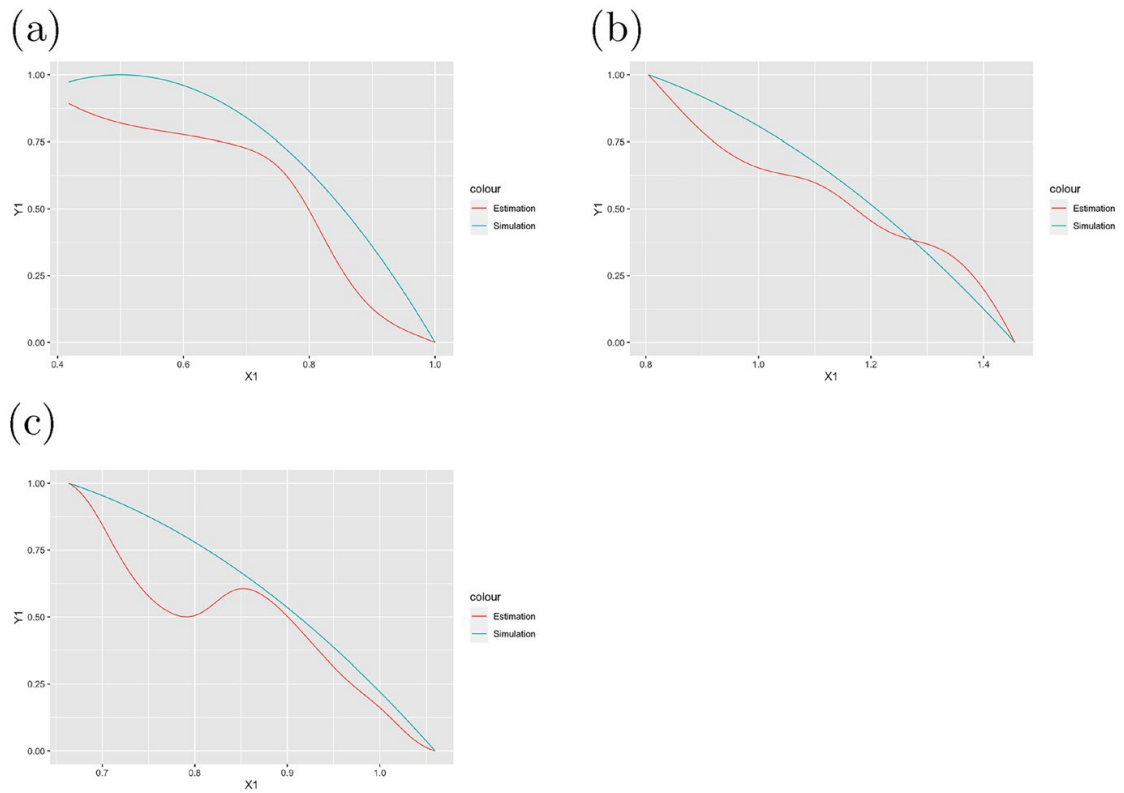 (a)
1.00
0.75
0.50
0.25
0.00
Y1
0.4 0.6 0.8 1.0
X1
colour
Estimation
Simulation
(b)
1.00
0.75
0.50
0.25
0.00
Y1
0.8 1.0 1.2 1.4
X1
colour
Estimation
Simulation
(c)
1.00
0.75
0.50
0.25
0.00
Y1
0.7 0.8 0.9 1.0
X1
colour
Estimation
Simulation